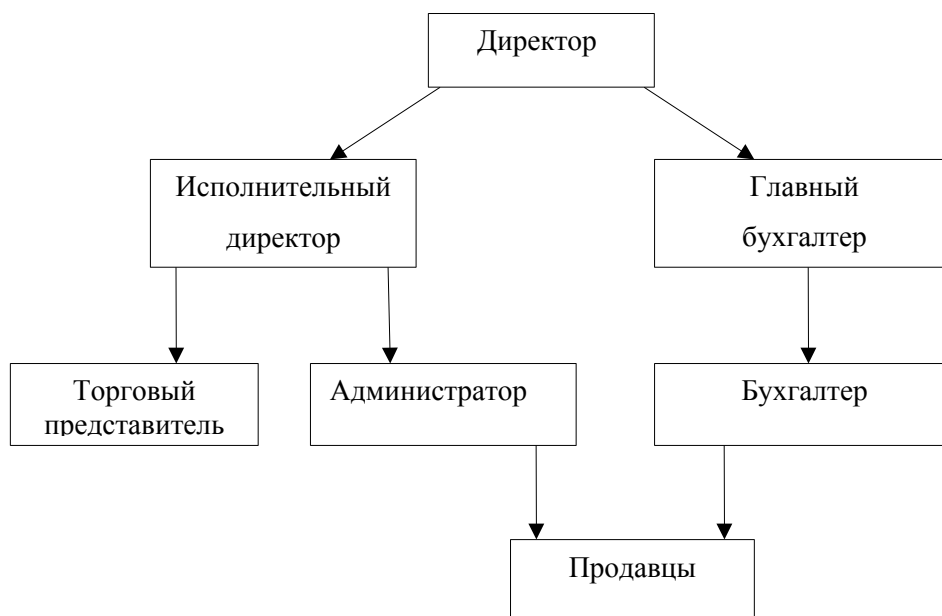 Директор
Исполнительный
директор
Главный
бухгалтер
Торговый
представитель
Администратор
Бухгалтер
Продавцы